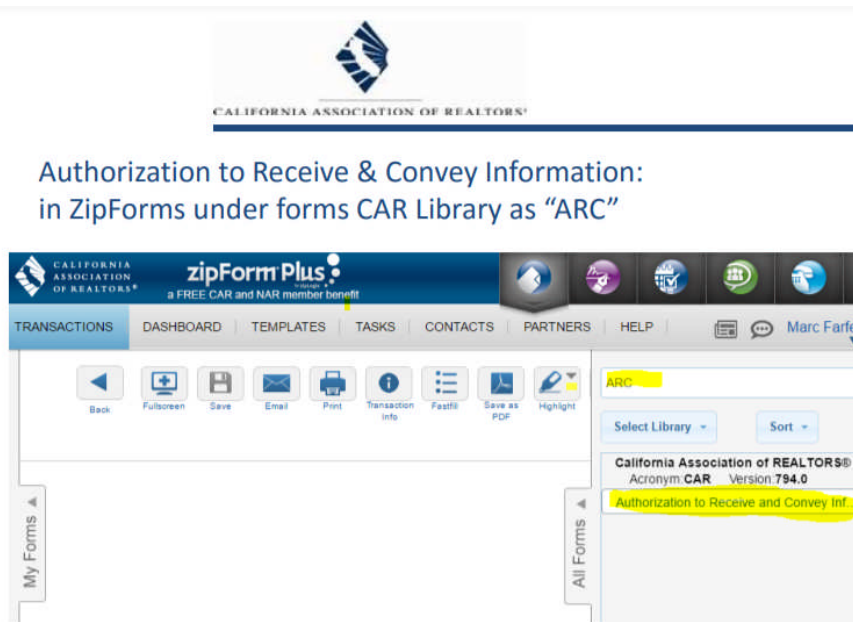 CALIFORNIA ASSOCIATION OF REALTORS®
Authorization to Receive & Convey Information:
in ZipForms under forms CAR Library as “ARC”
CALIFORNIA
ASSOCIATION
OF REALTORS®
zipForm Plus
a FREE CAR and NAR member benefit
TRANSACTIONS DASHBOARD TEMPLATES TASKS CONTACTS PARTNERS HELP Marc Farfe
Back Fullscreen Save Email Print Transaction Info Fastfill Save as PDF Highlight
ARC
Select Library Sort
California Association of REALTORS®
Acronym:CAR Version:794.0
Authorization to Receive and Convey Inf...
My Forms
All Forms